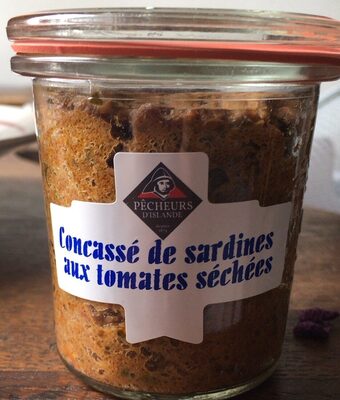 PÊCHEURS
D'ISLANDE
Concassé de sardines
aux tomates séchées